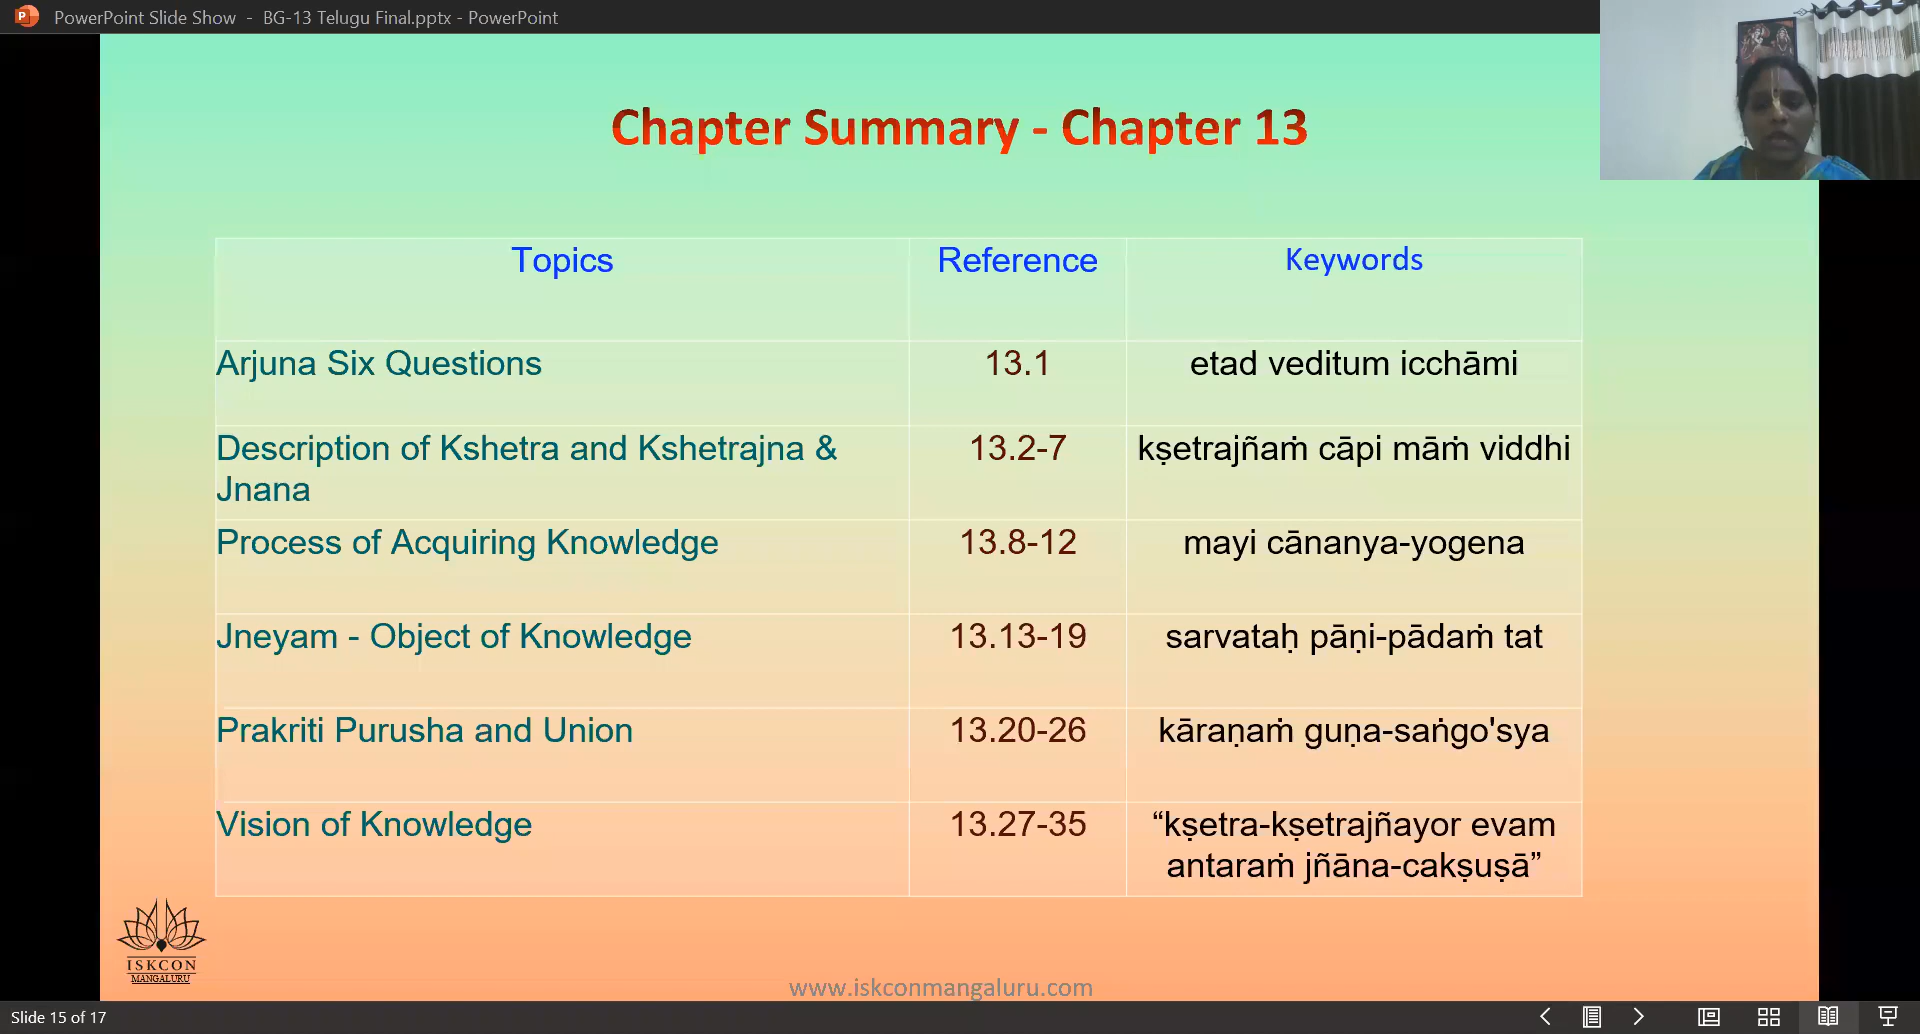 PowerPoint Slide Show - BG-13 Telugu Final.pptx - PowerPoint
Chapter Summary - Chapter 13
Topics Reference Keywords
Arjuna Six Questions 13.1 etad veditum icchāmi
Description of Kshetra and Kshetrajna & 13.2-7 kṣetrajñaṁ cāpi māṁ viddhi
Jnana
Process of Acquiring Knowledge 13.8-12 mayi cānanya-yogena
Jneyam - Object of Knowledge 13.13-19 sarvataḥ pāṇi-pādaṁ tat
Prakriti Purusha and Union 13.20-26 kāraṇaṁ guṇa-saṅgo'sya
Vision of Knowledge 13.27-35 “kṣetra-kṣetrajñayor evam
antaraṁ jñāna-cakṣuṣā”
ISKCON
MANGALURU
www.iskconmangaluru.com
Slide 15 of 17